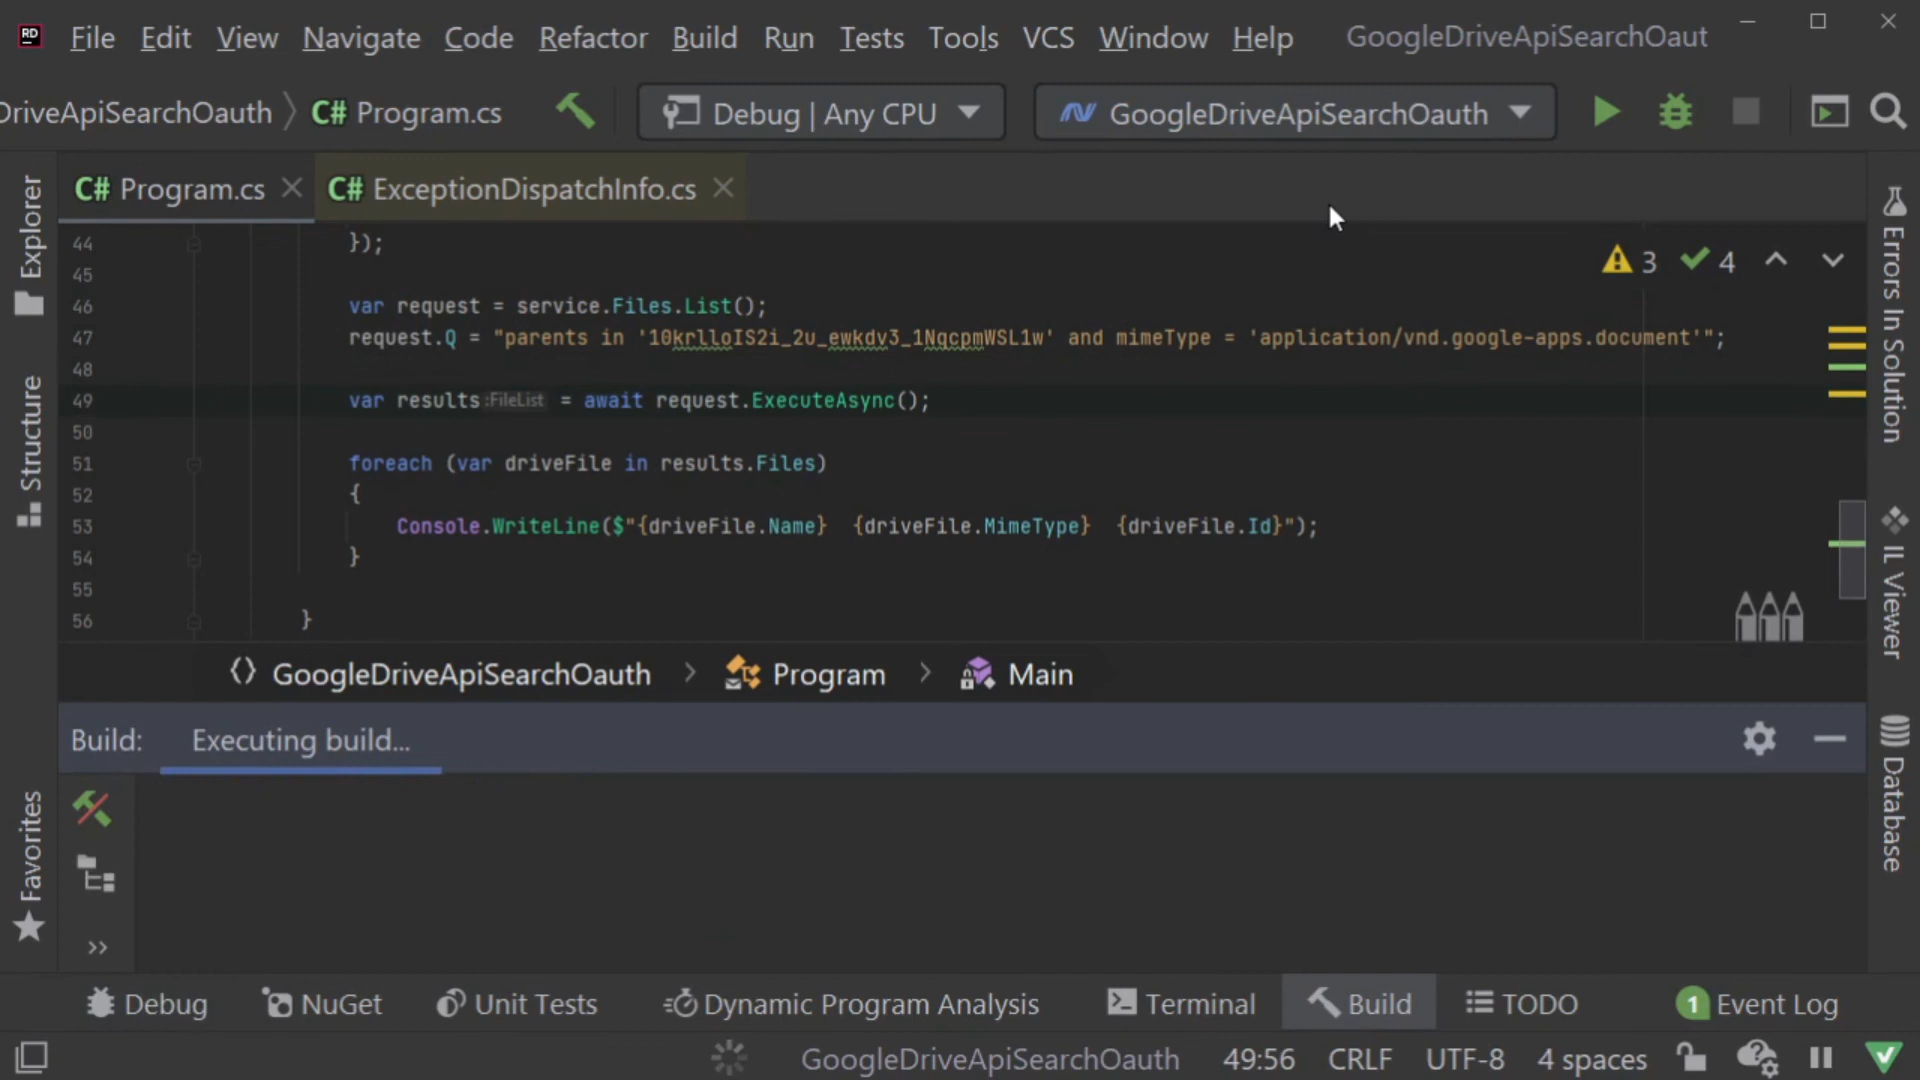 RD File Edit View Navigate Code Refactor Build Run Tests Tools VCS Window Help GoogleDriveApiSearchOaut
DriveApiSearchOauth C# Program.cs Debug | Any CPU GoogleDriveApiSearchOauth
C# Program.cs C# ExceptionDispatchInfo.cs
3 4
44 });
45
46 var request = service.Files.List();
47 request.Q = "parents in '10krlloIS2i_2u_ewkdv3_1NqcpmWSL1w' and mimeType = 'application/vnd.google-apps.document'";
48
49 var results :FileList = await request.ExecuteAsync();
50
51 foreach (var driveFile in results.Files)
52 {
53 Console.WriteLine($"{driveFile.Name} {driveFile.MimeType} {driveFile.Id}");
54 }
55
56 }
{} GoogleDriveApiSearchOauth Program Main
Build: Executing build...
Explorer
Structure
Favorites
Errors In Solution
IL Viewer
Database
Debug NuGet Unit Tests Dynamic Program Analysis Terminal Build TODO 1 Event Log
GoogleDriveApiSearchOauth 49:56 CRLF UTF-8 4 spaces